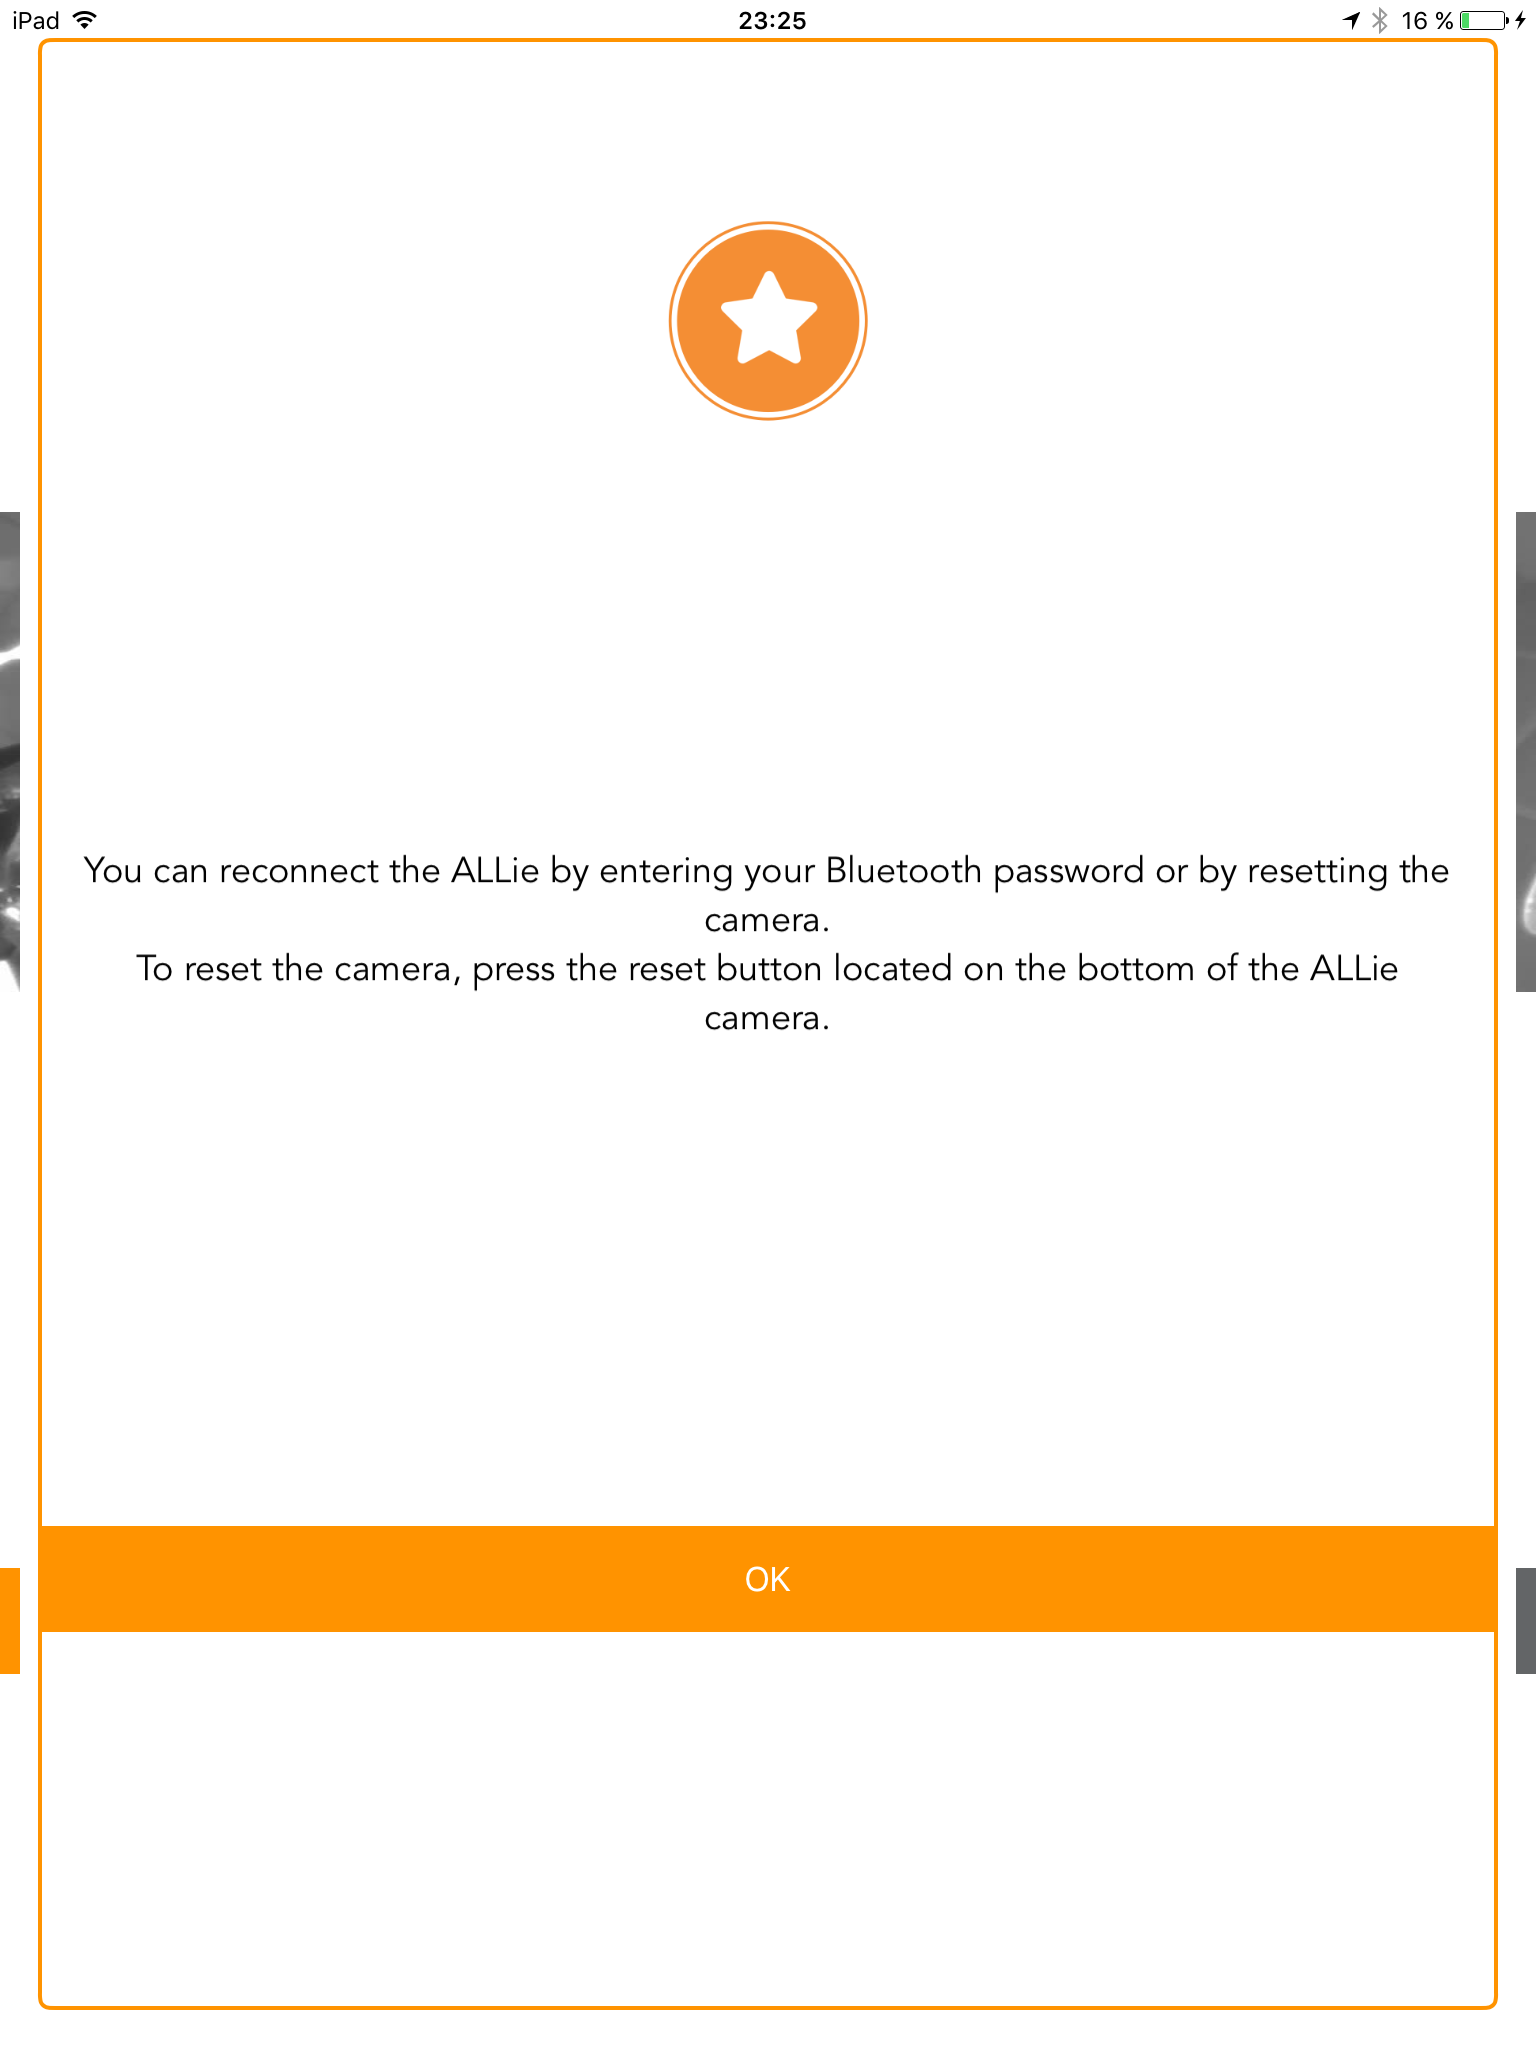 iPad 23:25 16 %
You can reconnect the ALLie by entering your Bluetooth password or by resetting the
camera.
To reset the camera, press the reset button located on the bottom of the ALLie
camera.
OK